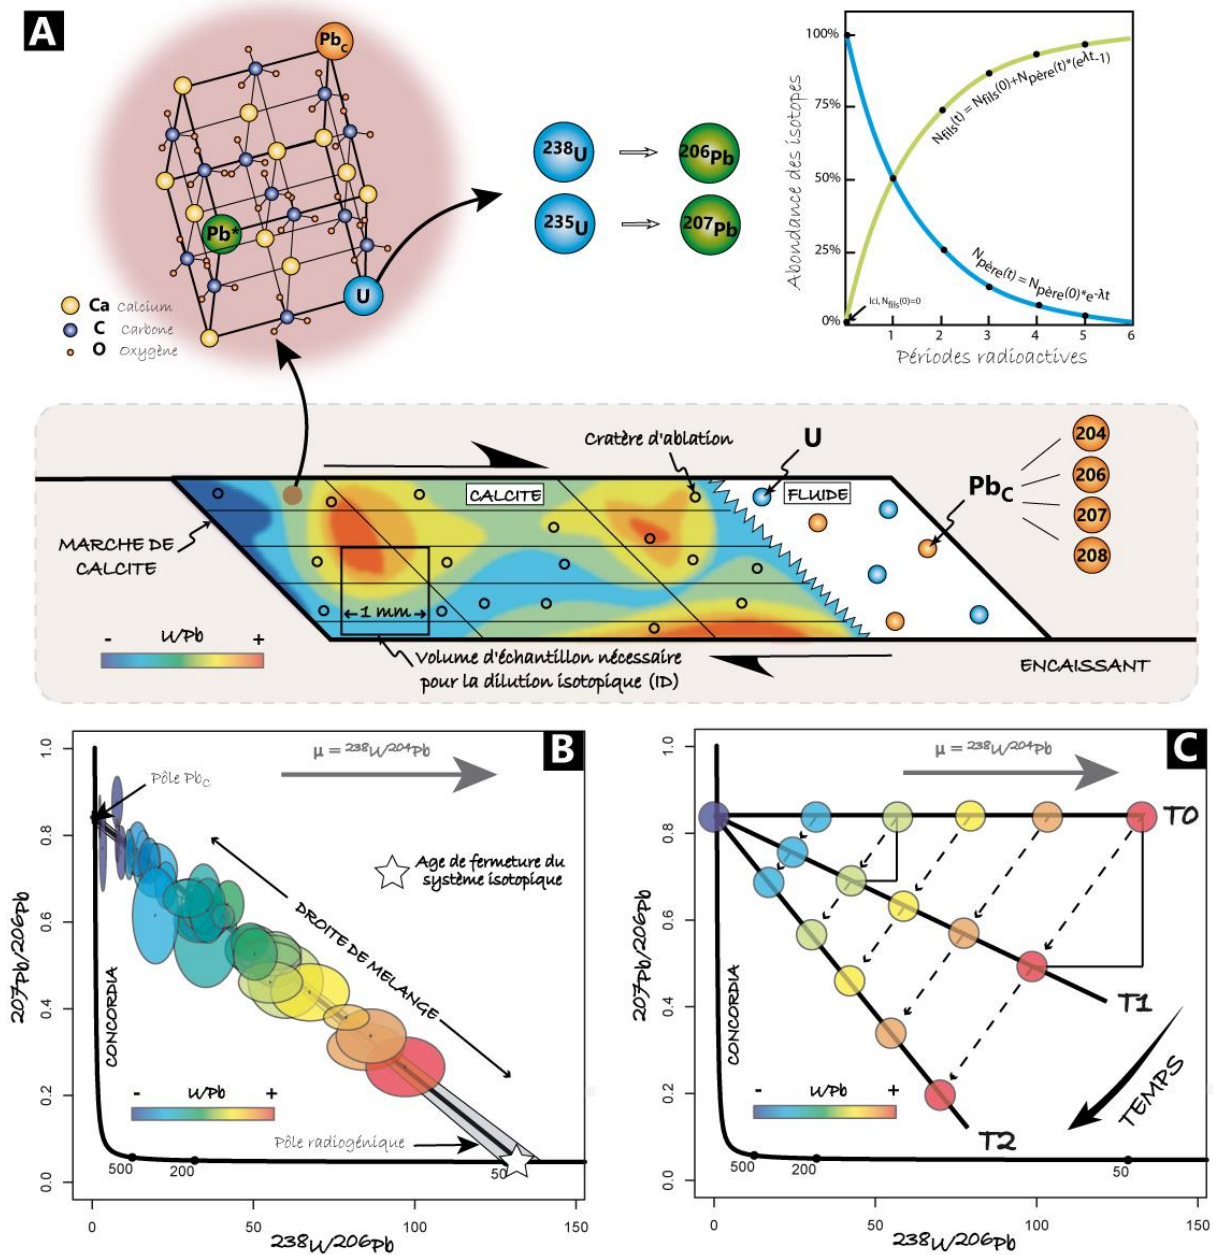 A
Pb_C
Pb*
U
Ca Calcium
C Carbone
O Oxygène
238U ⇒ 206Pb
235U ⇒ 207Pb
Abondance des isotopes
100%
75%
50%
25%
0%
Nfils(t) = Nfils(0)+Npère(t)*(e^λt-1)
Npère(t) = Npère(0)*e^-λt
Ici, Nfils(0)=0
1 2 3 4 5 6
Périodes radioactives
Cratère d'ablation
U
CALCITE
FLUIDE
Pb_C
204
206
207
208
MARCHE DE
CALCITE
1 mm
- U/Pb +
Volume d'échantillon nécessaire
pour la dilution isotopique (ID)
ENCAISSANT
B
μ = 238U/204Pb
Pôle Pb_C
Age de fermeture du
système isotopique
DROITE DE MELANGE
CONCORDIA
- U/Pb +
Pôle radiogénique
500
200
50
207Pb/206Pb
1.0
0.8
0.6
0.4
0.2
0.0
0 50 100 150
238U/206Pb
C
μ = 238U/204Pb
T0
T1
T2
TEMPS
CONCORDIA
- U/Pb +
500
200
50
207Pb/206Pb
1.0
0.8
0.6
0.4
0.2
0.0
0 50 100 150
238U/206Pb